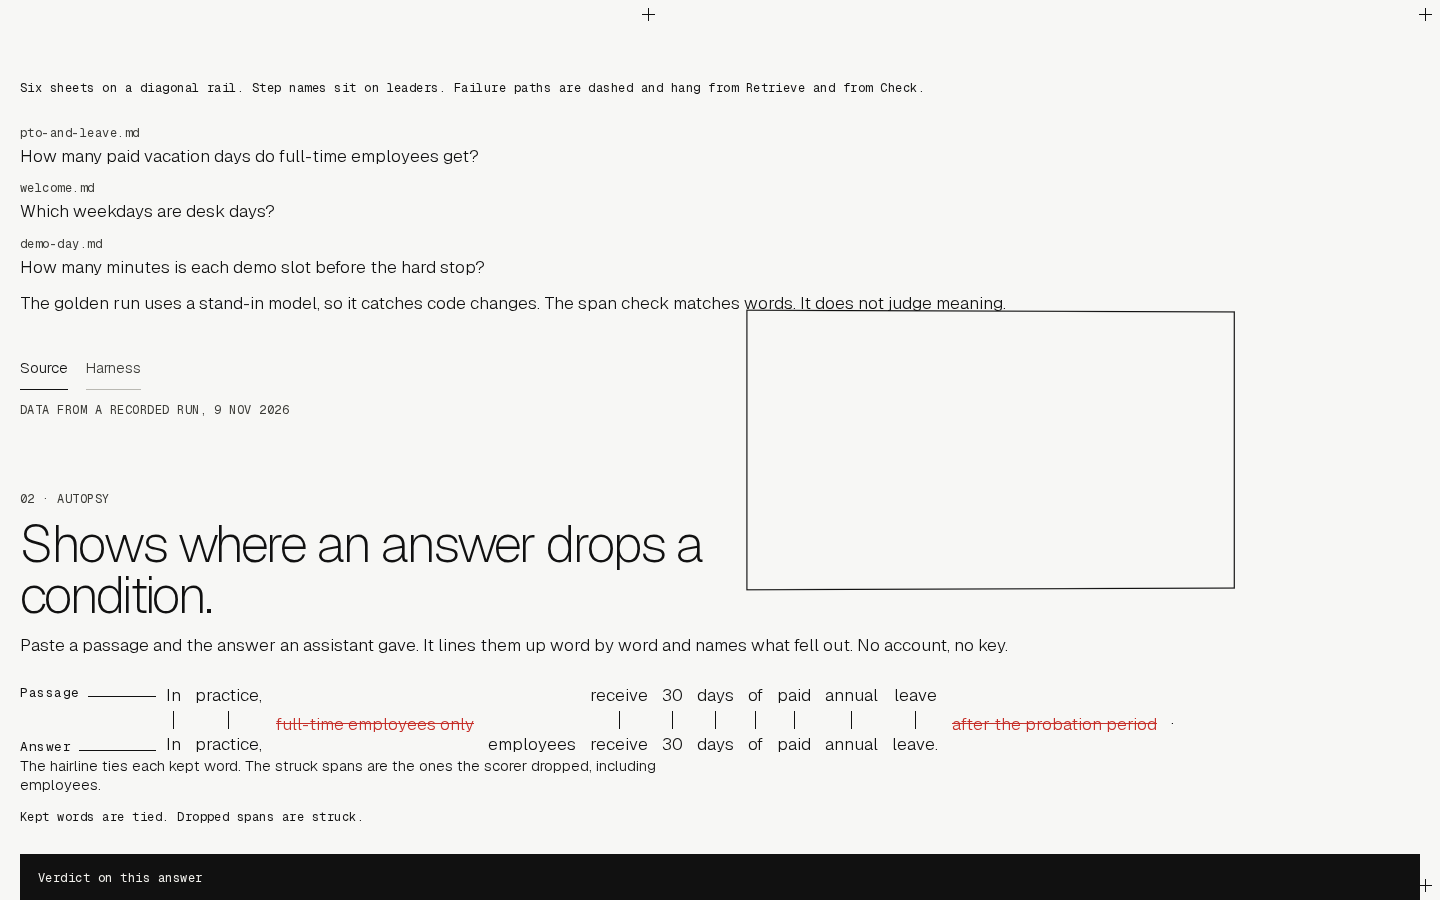 Six sheets on a diagonal rail. Step names sit on leaders. Failure paths are dashed and hang from Retrieve and from Check.
pto-and-leave.md
How many paid vacation days do full-time employees get?
welcome.md
Which weekdays are desk days?
demo-day.md
How many minutes is each demo slot before the hard stop?
The golden run uses a stand-in model, so it catches code changes. The span check matches words. It does not judge meaning.
Source Harness
DATA FROM A RECORDED RUN, 9 NOV 2026
02 · AUTOPSY
Shows where an answer drops a
condition.
Paste a passage and the answer an assistant gave. It lines them up word by word and names what fell out. No account, no key.
Passage In practice, receive 30 days of paid annual leave
full-time employees only after the probation period .
Answer In practice, employees receive 30 days of paid annual leave.
The hairline ties each kept word. The struck spans are the ones the scorer dropped, including
employees.
Kept words are tied. Dropped spans are struck.
Verdict on this answer